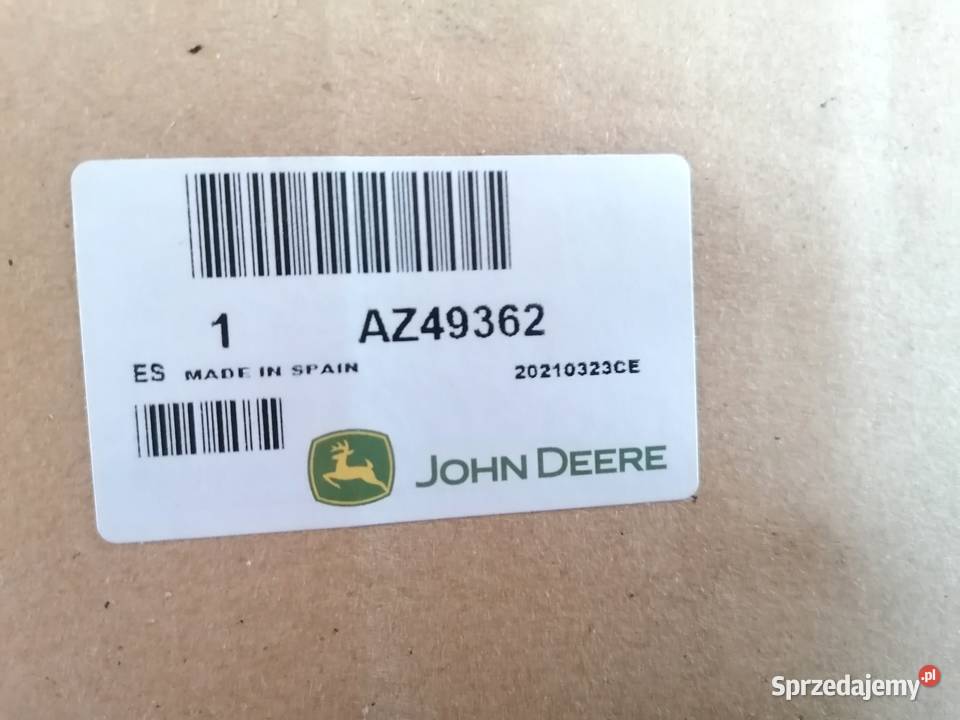 1 AZ49362
ES MADE IN SPAIN 20210323CE
JOHN DEERE
Sprzedajemy.pl